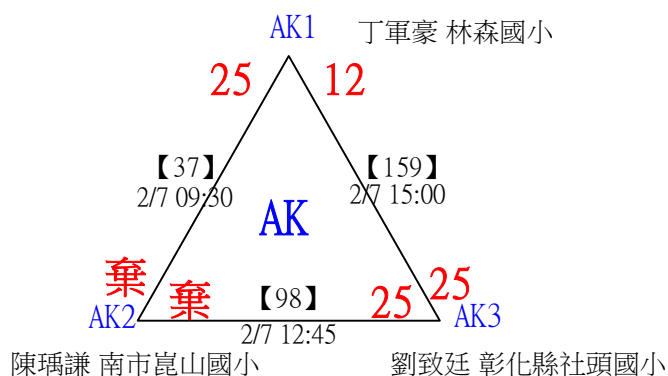 AK1 丁軍豪 林森國小
25 12
【37】 【159】
2/7 09:30 2/7 15:00
AK
棄 棄 【98】 25 25
AK2 AK3
2/7 12:45
陳瑀謙 南市崑山國小 劉致廷 彰化縣社頭國小